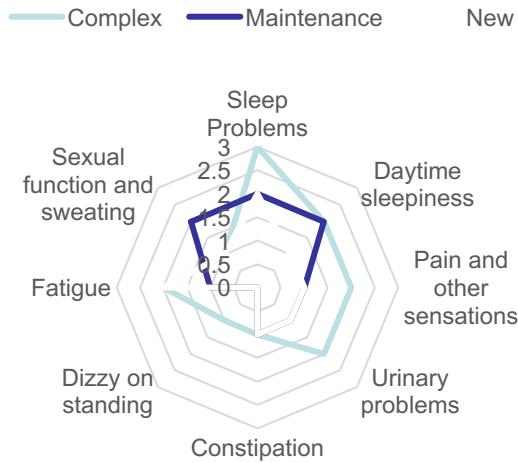 Complex Maintenance New
Sleep
Problems
Daytime
sleepiness
Pain and
other
sensations
Urinary
problems
Constipation
Dizzy on
standing
Fatigue
Sexual
function and
sweating
3
2.5
2
1.5
1
0.5
0